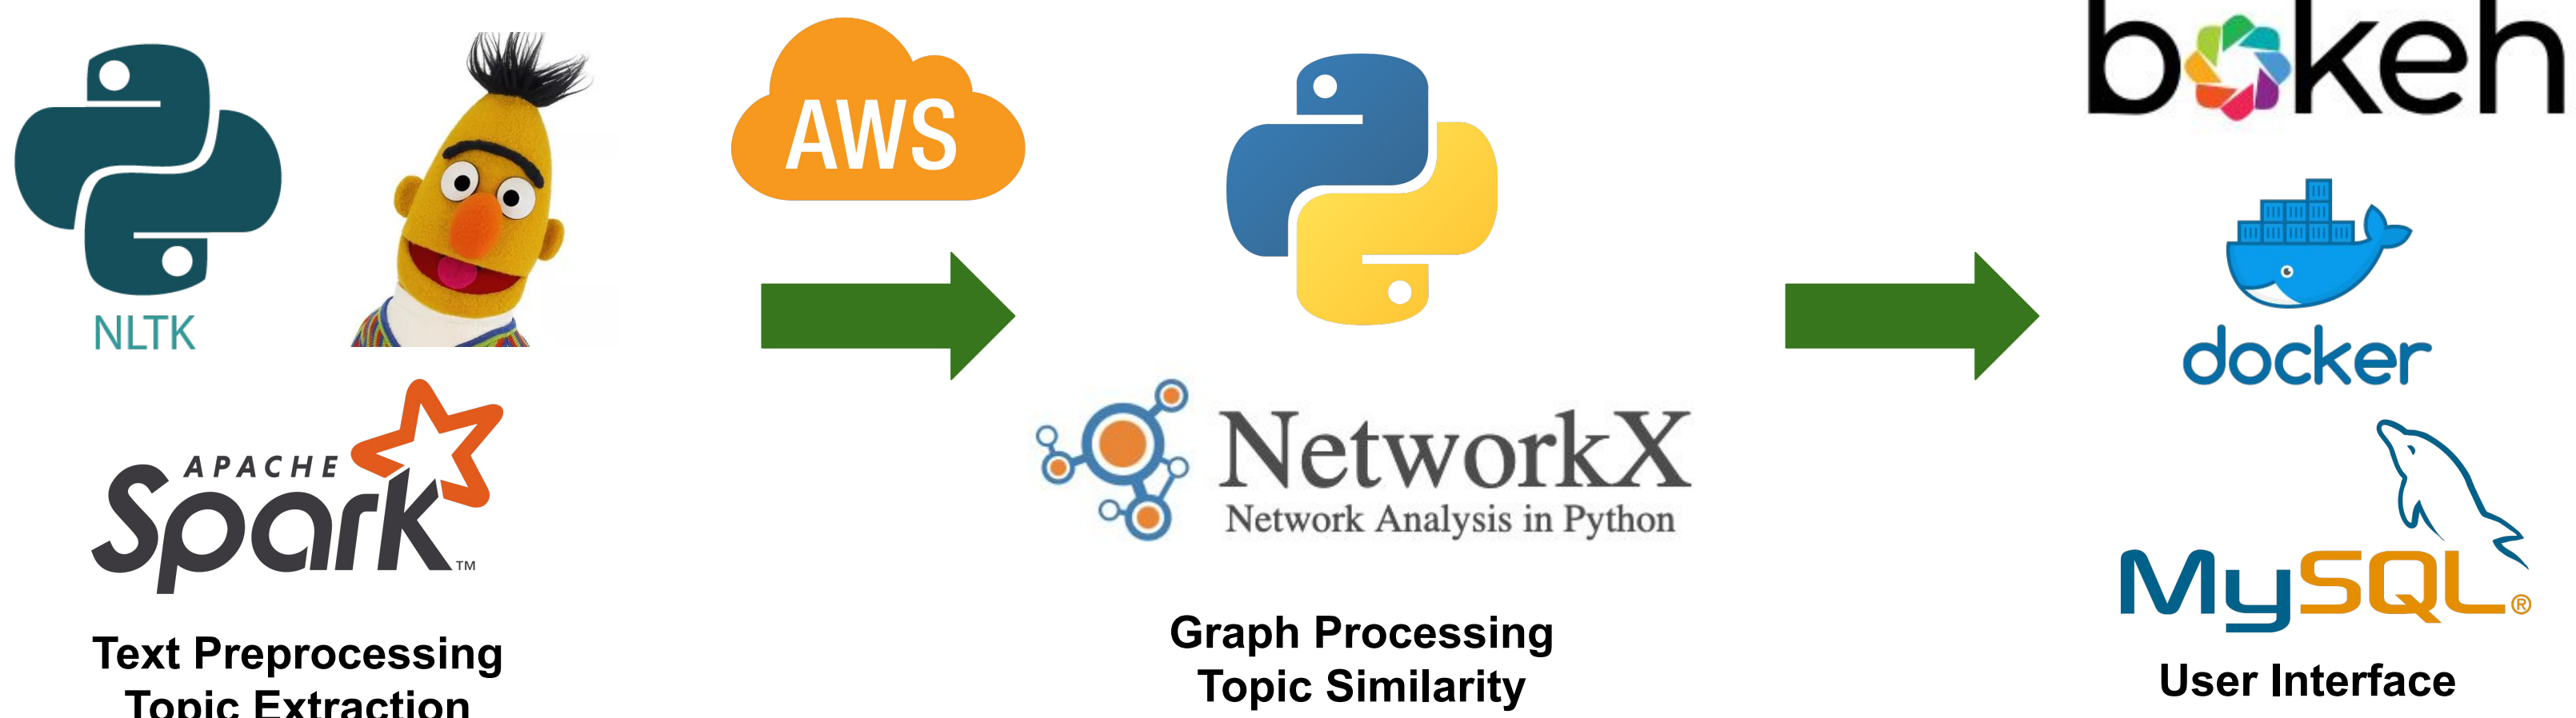 NLTK
APACHE
Spark™
Text Preprocessing
Topic Extraction
AWS
NetworkX
Network Analysis in Python
Graph Processing
Topic Similarity
bokeh
docker
MySQL®
User Interface